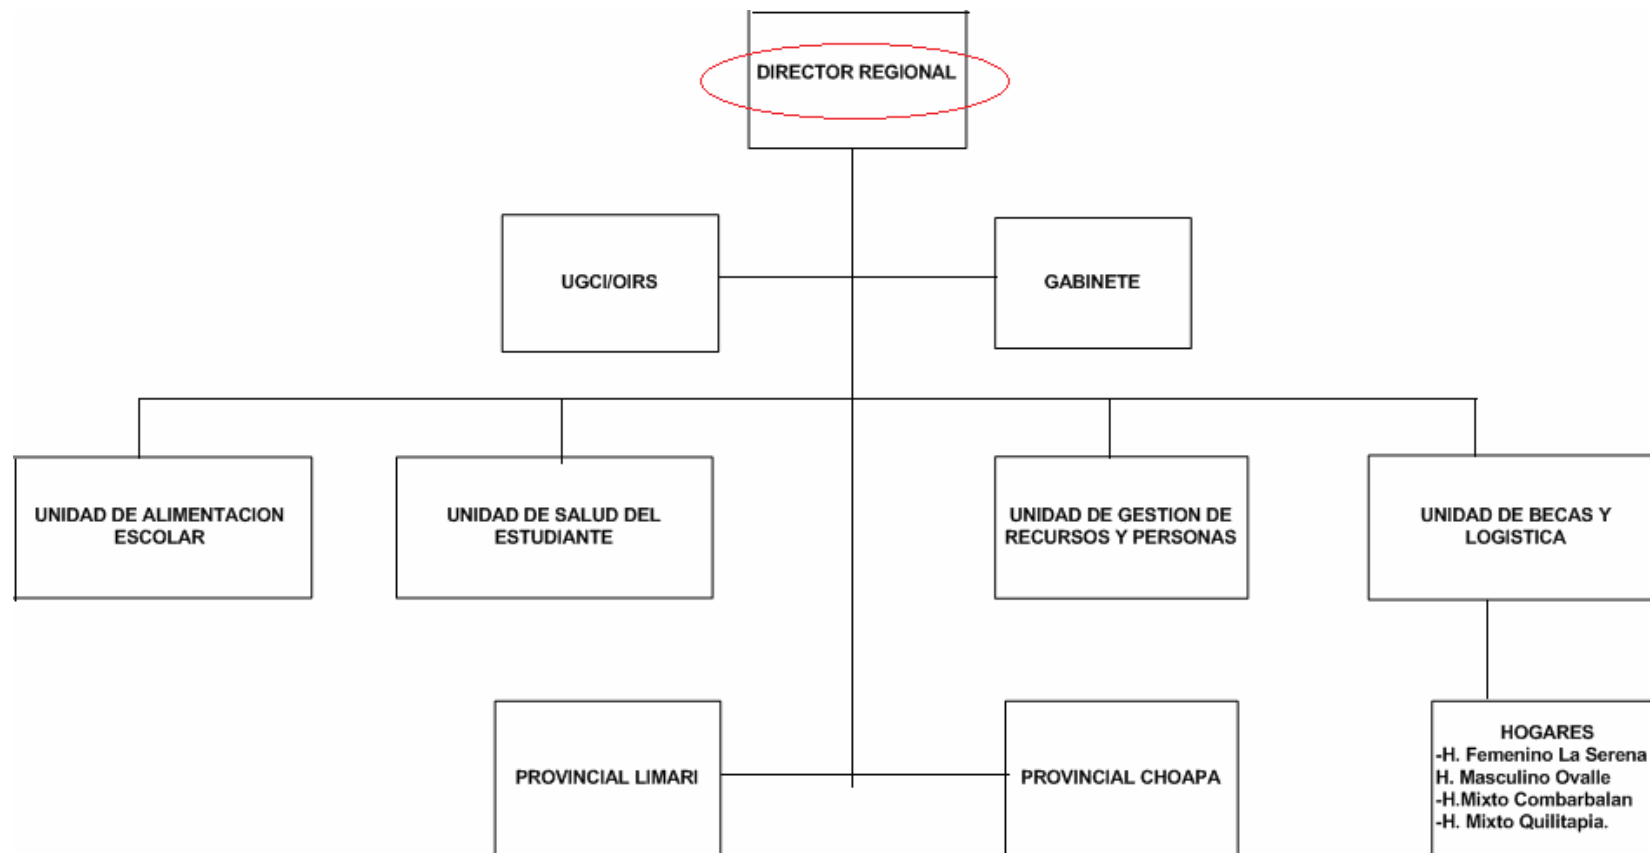 DIRECTOR REGIONAL
UGCI/OIRS
GABINETE
UNIDAD DE ALIMENTACION
ESCOLAR
UNIDAD DE SALUD DEL
ESTUDIANTE
UNIDAD DE GESTION DE
RECURSOS Y PERSONAS
UNIDAD DE BECAS Y
LOGISTICA
PROVINCIAL LIMARI
PROVINCIAL CHOAPA
HOGARES
-H. Femenino La Serena
H. Masculino Ovalle
-H.Mixto Combarbalan
-H. Mixto Quilitapia.